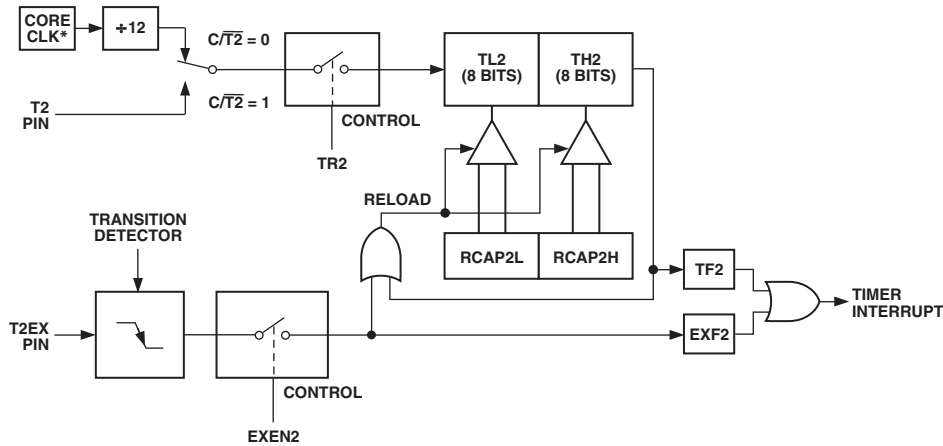 CORE
CLK*
÷12
C/T2̅ = 0
TL2
(8 BITS)
TH2
(8 BITS)
C/T2̅ = 1
T2
PIN
CONTROL
TR2
RELOAD
TRANSITION
DETECTOR
RCAP2L
RCAP2H
TF2
TIMER
INTERRUPT
T2EX
PIN
EXF2
CONTROL
EXEN2